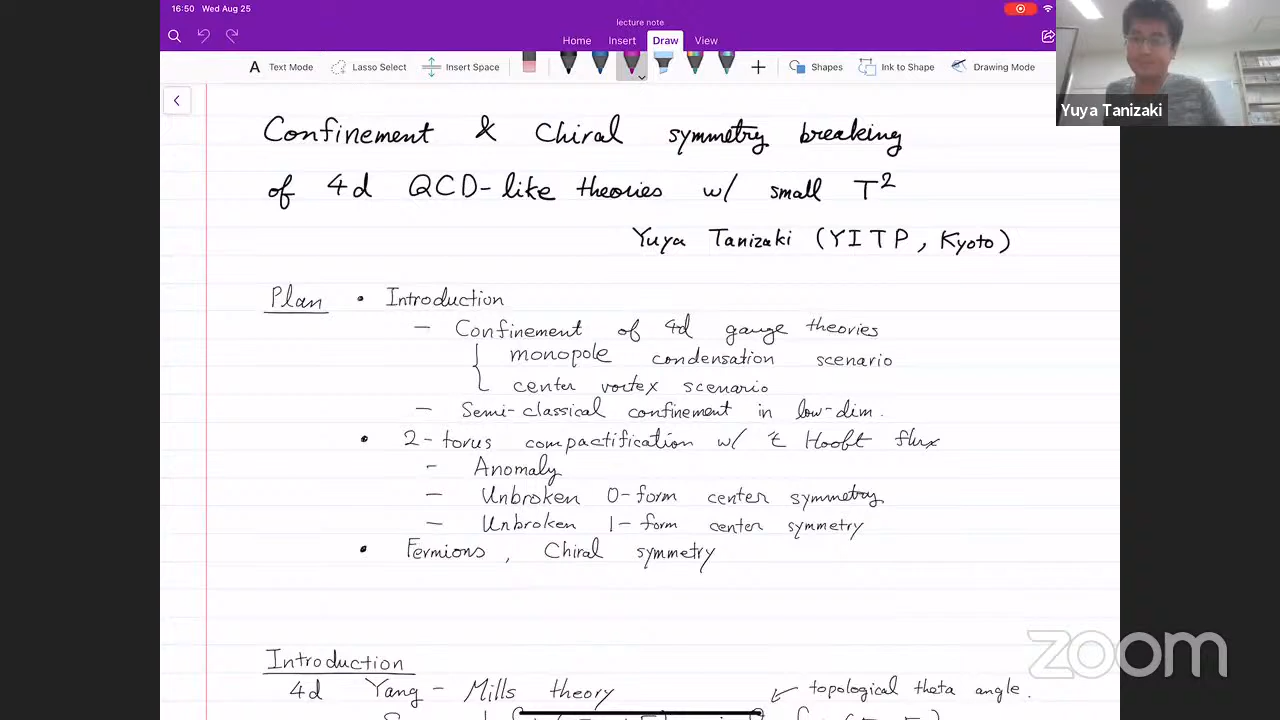 16:50 Wed Aug 25
lecture note
Home Insert Draw View
Text Mode Lasso Select Insert Space Shapes Ink to Shape Drawing Mode
Yuya Tanizaki
Confinement & Chiral symmetry breaking
of 4d QCD-like theories w/ small T²
Yuya Tanizaki (YITP, Kyoto)
Plan • Introduction
— Confinement of 4d gauge theories
monopole condensation scenario
center vortex scenario
— Semi-classical confinement in low-dim.
• 2-torus compactification w/ 't Hooft flux
— Anomaly
— Unbroken 0-form center symmetry
— Unbroken 1-form center symmetry
• Fermions, Chiral symmetry
zoom
Introduction
4d Yang-Mills theory
topological theta angle.